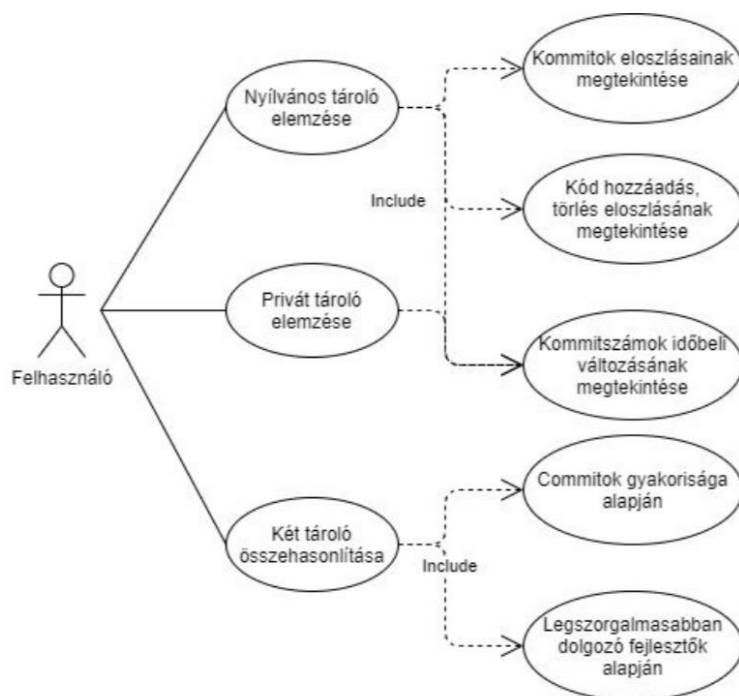 Kommitok eloszlásainak
megtekintése
Nyílvános tároló
elemzése
Kód hozzáadás,
törlés eloszlásának
megtekintése
Include
Privát tároló
elemzése
Kommitszámok időbeli
változásának
megtekintése
Felhasználó
Commitok gyakorisága
alapján
Két tároló
összehasonlítása
Include
Legszorgalmasabban
dolgozó fejlesztők
alapján